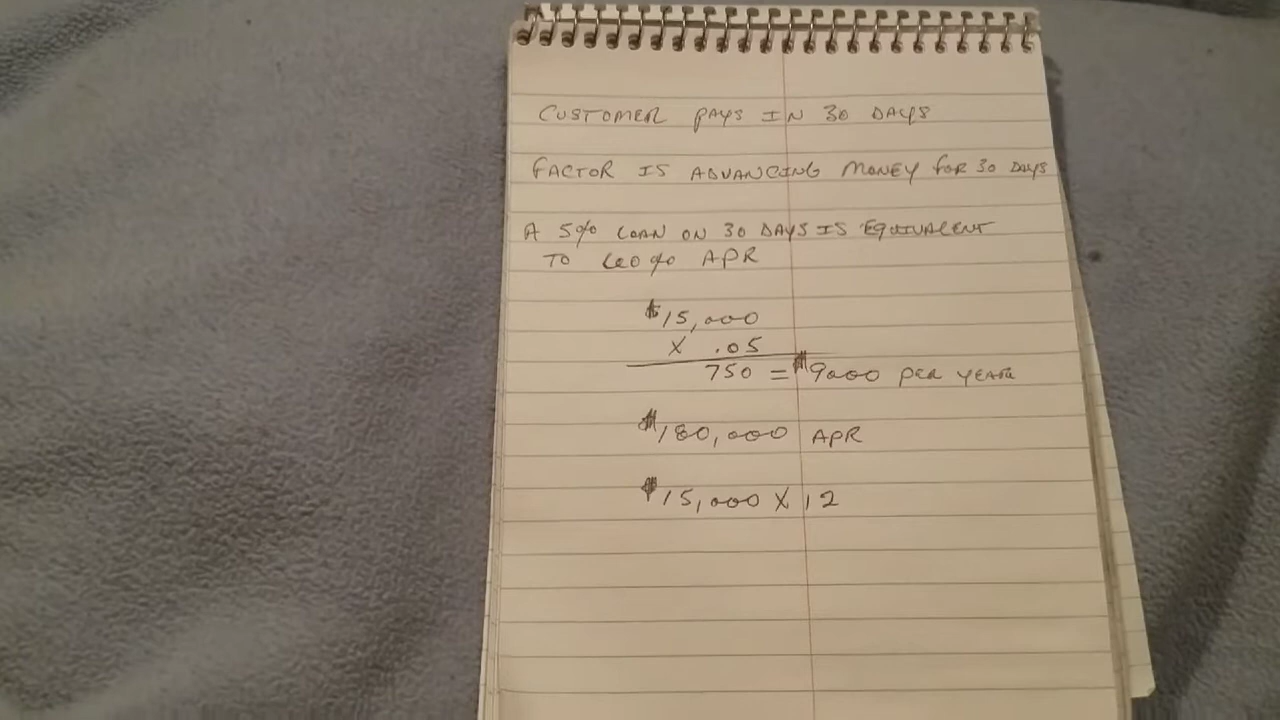 CUSTOMER PAYS IN 30 DAYS
FACTOR IS ADVANCING MONEY FOR 30 DAYS
A 5% LOAN ON 30 DAYS IS EQUIVALENT
TO 60% APR
$15,000
X .05
750 = $9000 PER YEAR
$180,000 APR
$15,000 X 12